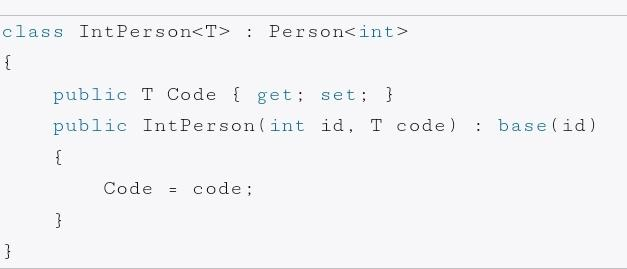 class IntPerson<T> : Person<int>
{
    public T Code { get; set; }
    public IntPerson(int id, T code) : base(id)
    {
        Code = code;
    }
}